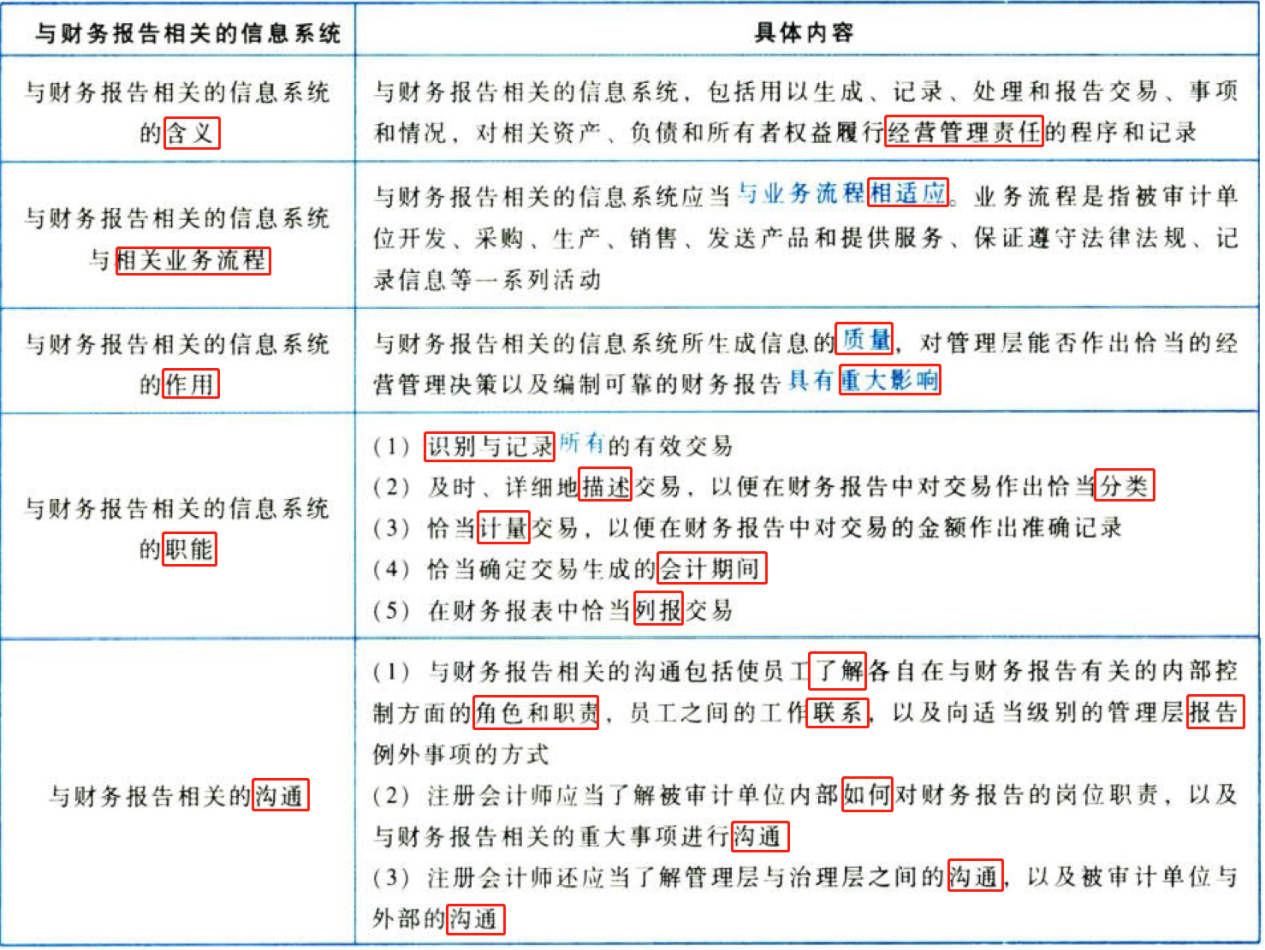 与财务报告相关的信息系统
具体内容
与财务报告相关的信息系统
的含义
与财务报告相关的信息系统，包括用以生成、记录、处理和报告交易、事项
和情况，对相关资产、负债和所有者权益履行经营管理责任的程序和记录
与财务报告相关的信息系统
与相关业务流程
与财务报告相关的信息系统应当与业务流程相适应。业务流程是指被审计单
位开发、采购、生产、销售、发送产品和提供服务、保证遵守法律法规、记
录信息等一系列活动
与财务报告相关的信息系统
的作用
与财务报告相关的信息系统所生成信息的质量，对管理层能否作出恰当的经
营管理决策以及编制可靠的财务报告具有重大影响
与财务报告相关的信息系统
的职能
（1）识别与记录所有的有效交易
（2）及时、详细地描述交易，以便在财务报告中对交易作出恰当分类
（3）恰当计量交易，以便在财务报告中对交易的金额作出准确记录
（4）恰当确定交易生成的会计期间
（5）在财务报表中恰当列报交易
与财务报告相关的沟通
（1）与财务报告相关的沟通包括使员工了解各自在与财务报告有关的内部控
制方面的角色和职责，员工之间的工作联系，以及向适当级别的管理层报告
例外事项的方式
（2）注册会计师应当了解被审计单位内部如何对财务报告的岗位职责，以及
与财务报告相关的重大事项进行沟通
（3）注册会计师还应当了解管理层与治理层之间的沟通，以及被审计单位与
外部的沟通